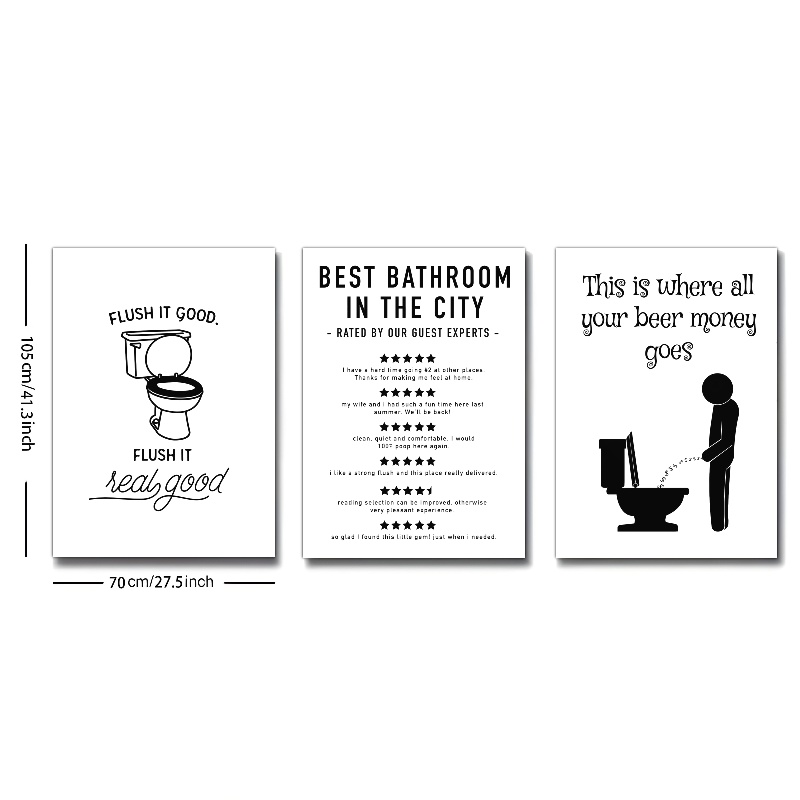 105cm/41.3inch
FLUSH IT GOOD.
FLUSH IT
real good
70cm/27.5inch
BEST BATHROOM
IN THE CITY
- RATED BY OUR GUEST EXPERTS -
★★★★★
I have a hard time going #2 at other places.
Thanks for making me feel at home.
★★★★★
my wife and i had such a fun time here last
summer. We'll be back!
★★★★★
clean, quiet and comfortable. I would
100% poop here again.
★★★★★
i like a strong flush and this place really delivered.
reading selection can be improved, otherwise
very pleasant experience.
★★★★★
so glad I found this little gem! just when i needed.
This is where all
your beer money
goes